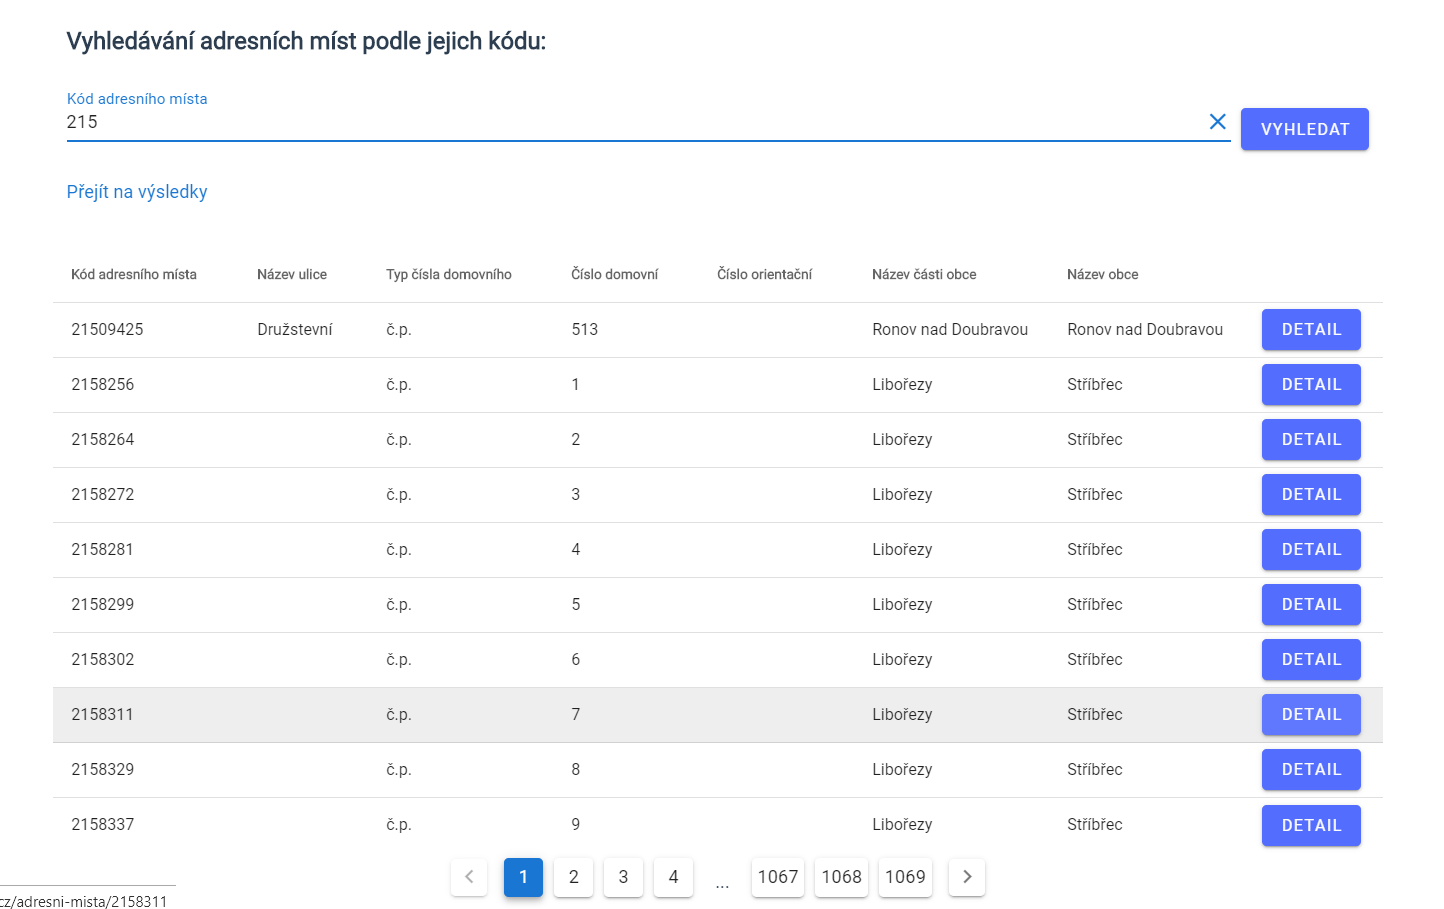 Vyhledávání adresních míst podle jejich kódu:
Kód adresního místa
215
VYHLEDAT
Přejít na výsledky
Kód adresního místa Název ulice Typ čísla domovního Číslo domovní Číslo orientační Název části obce Název obce
21509425 Družstevní č.p. 513 Ronov nad Doubravou Ronov nad Doubravou DETAIL
2158256 č.p. 1 Libořezy Stříbřec DETAIL
2158264 č.p. 2 Libořezy Stříbřec DETAIL
2158272 č.p. 3 Libořezy Stříbřec DETAIL
2158281 č.p. 4 Libořezy Stříbřec DETAIL
2158299 č.p. 5 Libořezy Stříbřec DETAIL
2158302 č.p. 6 Libořezy Stříbřec DETAIL
2158311 č.p. 7 Libořezy Stříbřec DETAIL
2158329 č.p. 8 Libořezy Stříbřec DETAIL
2158337 č.p. 9 Libořezy Stříbřec DETAIL
1 2 3 4 ... 1067 1068 1069
cz/adresni-mista/2158311